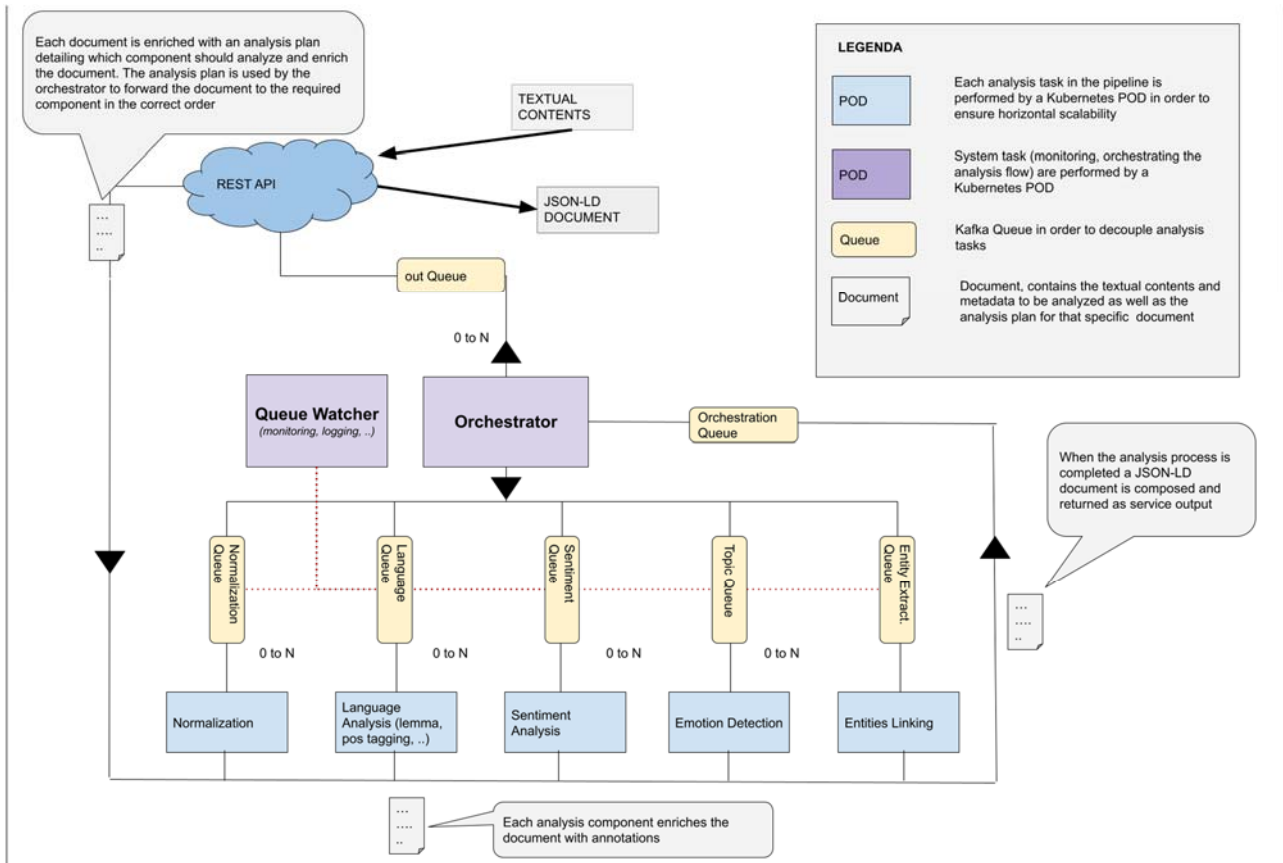 Each document is enriched with an analysis plan
detailing which component should analyze and enrich
the document. The analysis plan is used by the
orchestrator to forward the document to the required
component in the correct order
TEXTUAL
CONTENTS
REST API
JSON-LD
DOCUMENT
...
....
..
out Queue
0 to N
LEGENDA
POD
Each analysis task in the pipeline is
performed by a Kubernetes POD in order to
ensure horizontal scalability
POD
System task (monitoring, orchestrating the
analysis flow) are performed by a
Kubernetes POD
Queue
Kafka Queue in order to decouple analysis
tasks
Document
Document, contains the textual contents and
metadata to be analyzed as well as the
analysis plan for that specific document
Queue Watcher
(monitoring, logging, ..)
Orchestrator
Orchestration
Queue
When the analysis process is
completed a JSON-LD
document is composed and
returned as service output
...
....
..
Normalization
Queue
Language
Queue
Sentiment
Queue
Topic Queue
Entity Extract.
Queue
0 to N
0 to N
0 to N
0 to N
Normalization
Language
Analysis (lemma,
pos tagging, ..)
Sentiment
Analysis
Emotion Detection
Entities Linking
...
....
..
Each analysis component enriches the
document with annotations